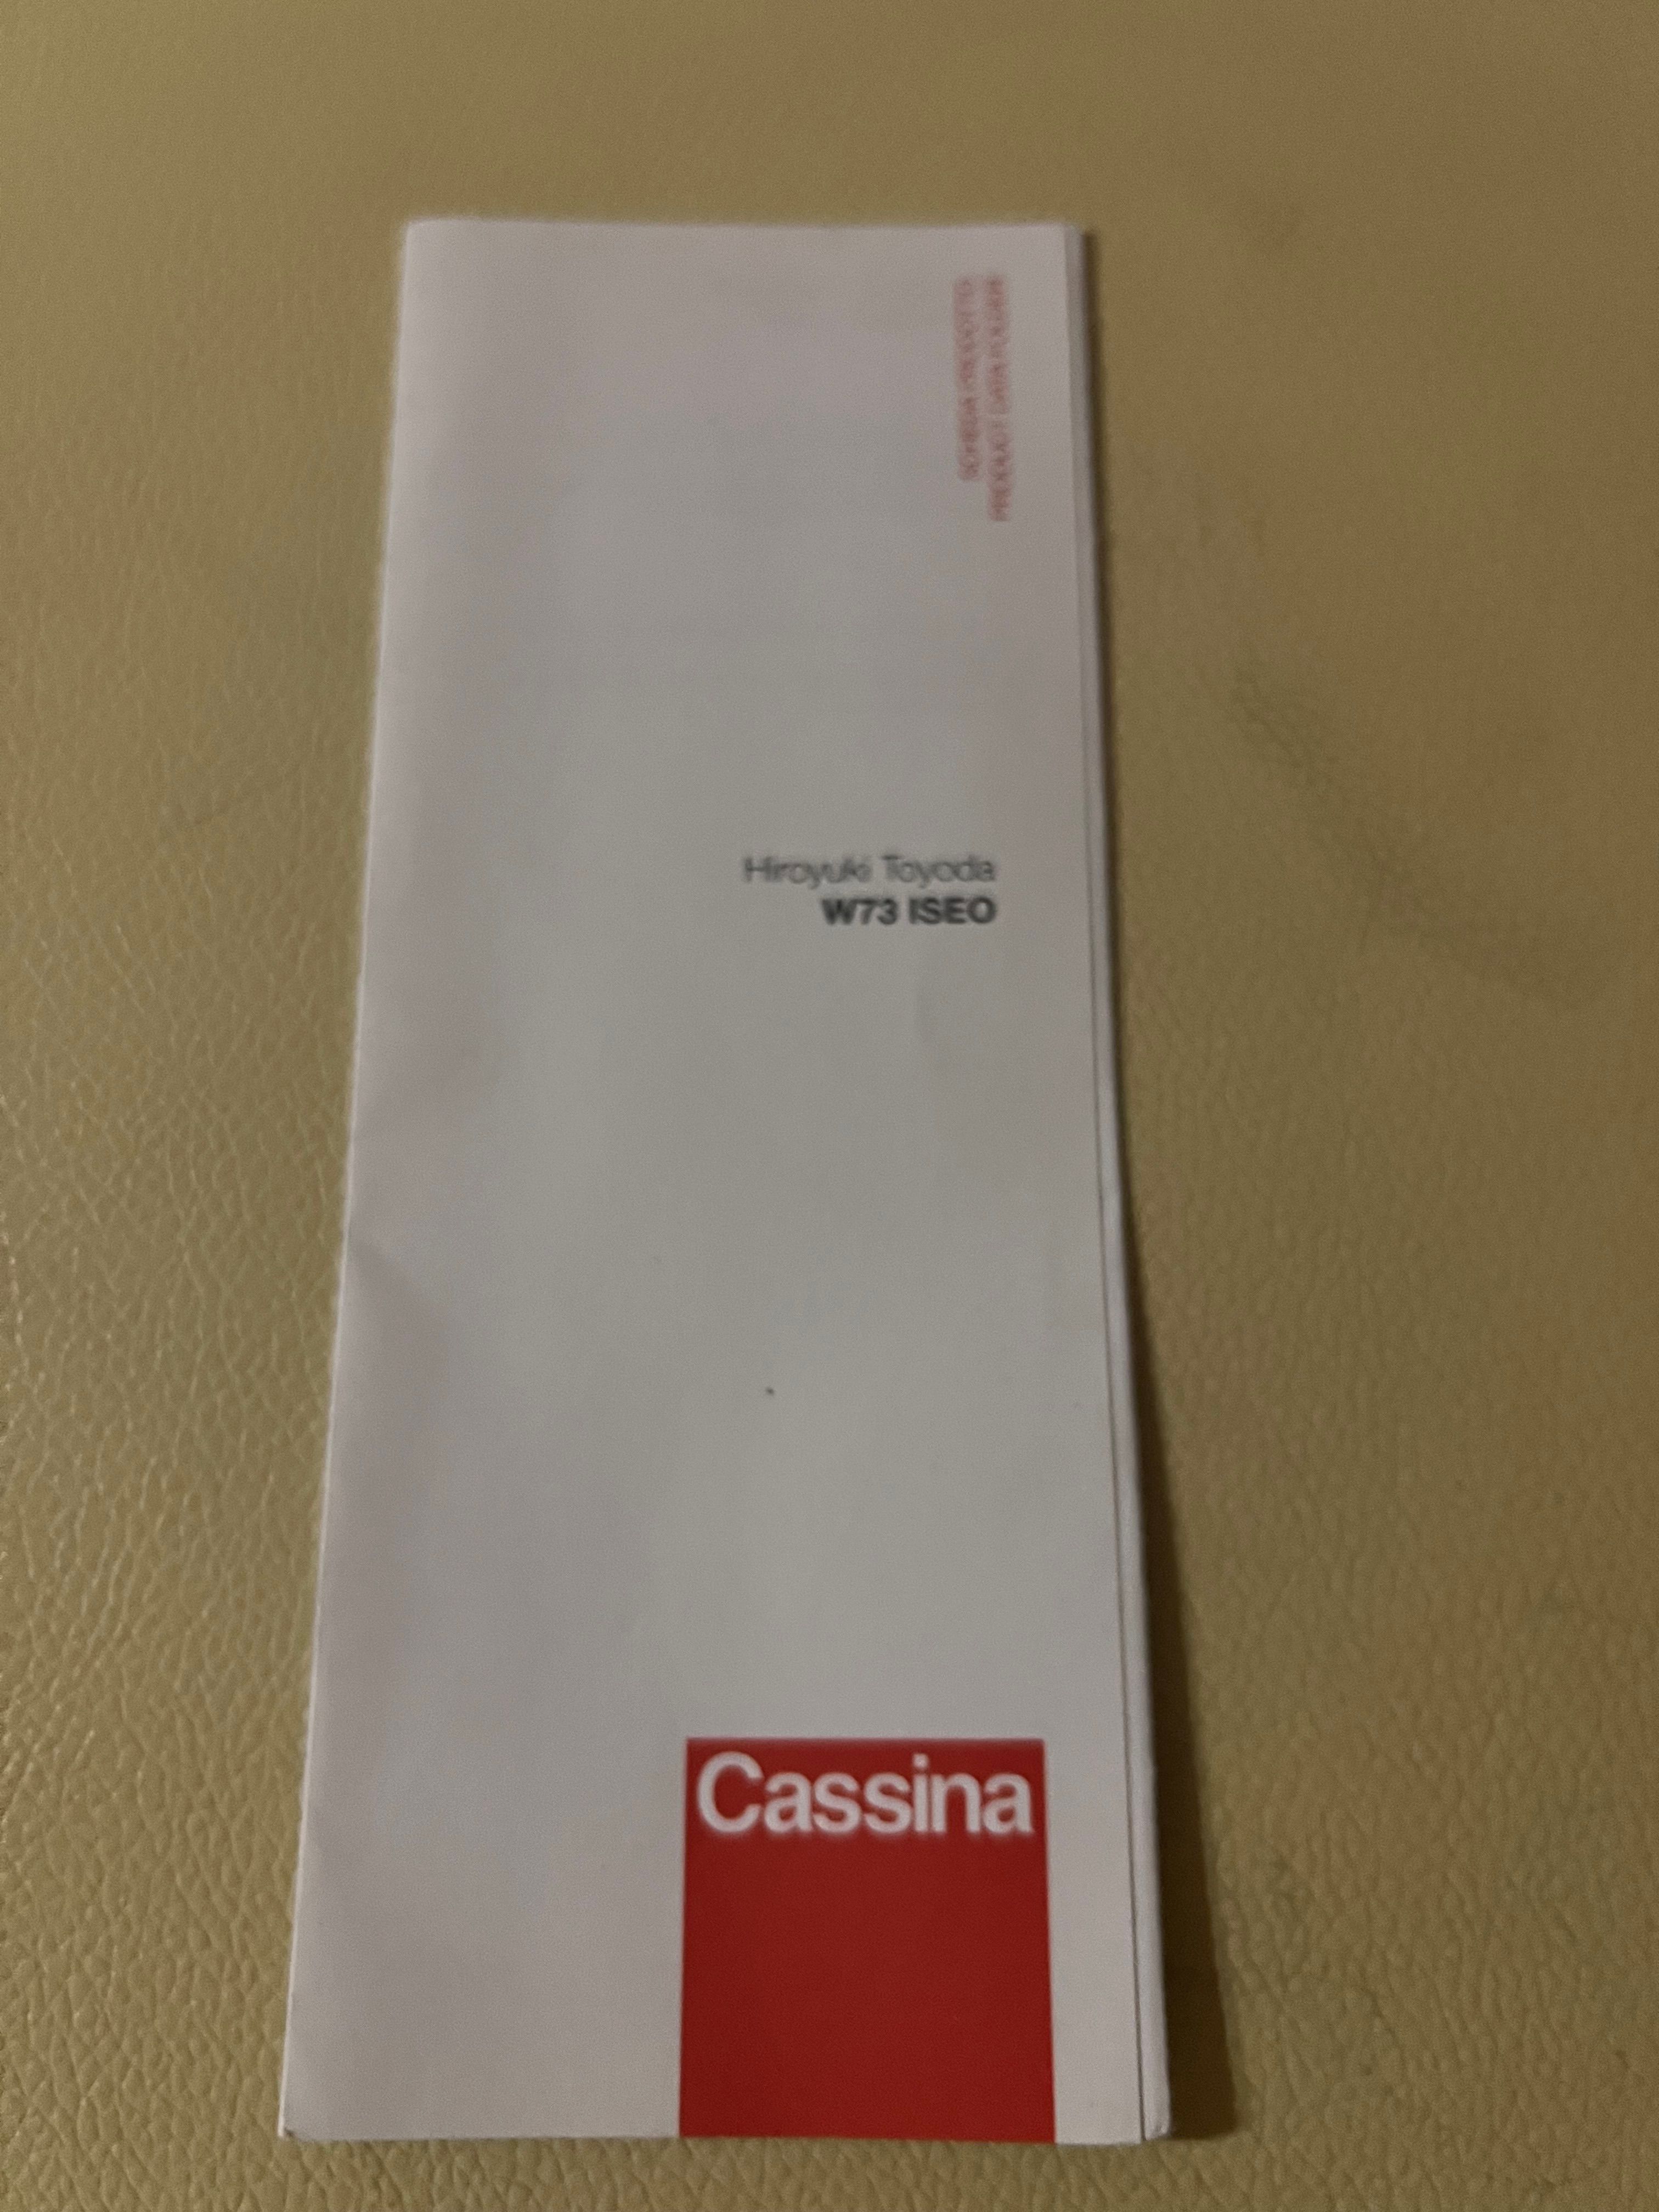 SCHEDA PRODOTTO
PRODUCT DATA FOLDER
Hiroyuki Toyoda
W73 ISEO
Cassina